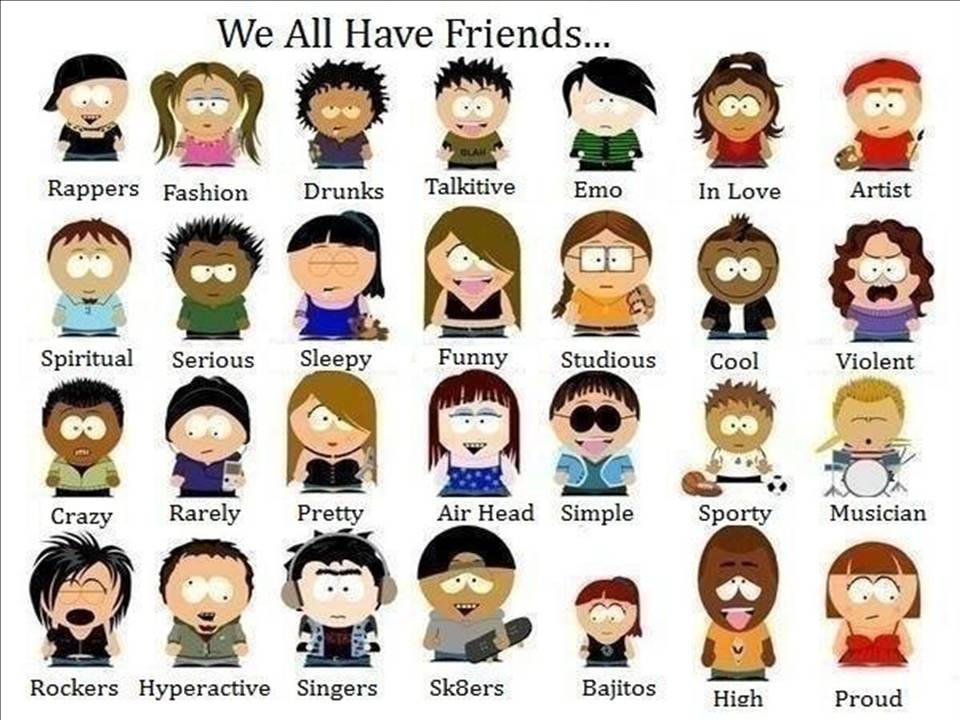 We All Have Friends...
Rappers Fashion Drunks Talkitive Emo In Love Artist
BLAH
Spiritual Serious Sleepy Funny Studious Cool Violent
Crazy Rarely Pretty Air Head Simple Sporty Musician
Rockers Hyperactive Singers Sk8ers Bajitos High Proud